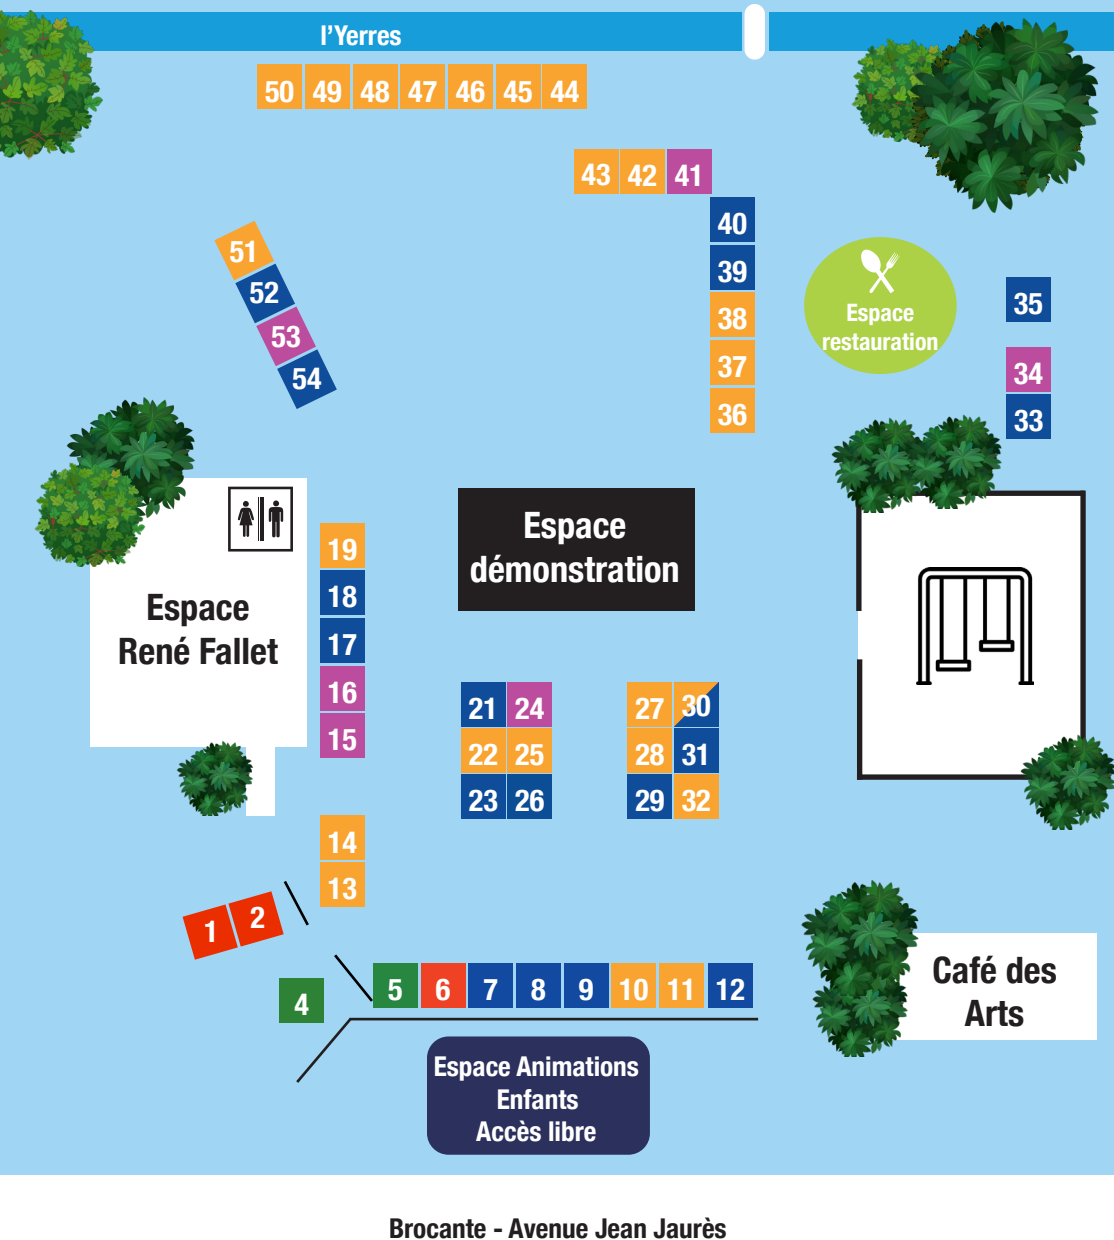 l'Yerres
50 49 48 47 46 45 44
43 42 41
40
39
38
37
36
51
52
53
54
Espace
restauration
35
34
33
Espace
René Fallet
19
18
17
16
15
Espace
démonstration
21 24
22 25
23 26
27 30
28 31
29 32
14
13
1 2
4
5 6 7 8 9 10 11 12
Café des
Arts
Espace Animations
Enfants
Accès libre
Brocante - Avenue Jean Jaurès